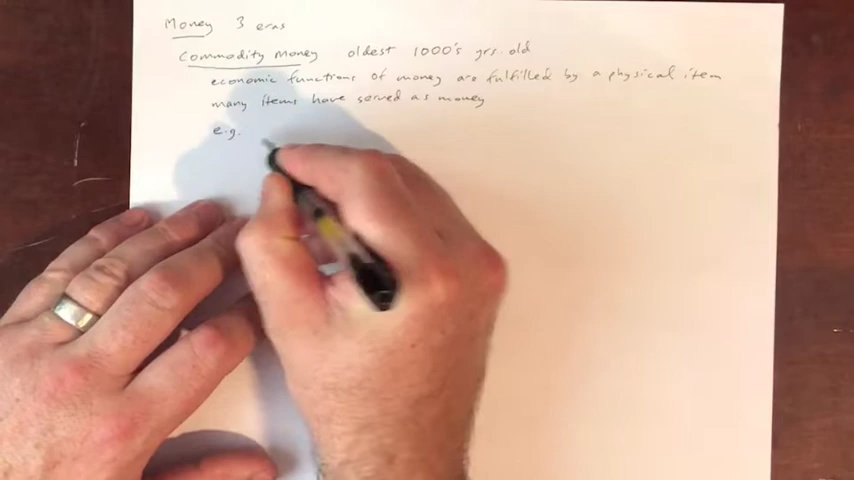 Money 3 eras
Commodity money oldest 1000's yrs. old
economic functions of money are fulfilled by a physical item
many items have served as money
e.g.